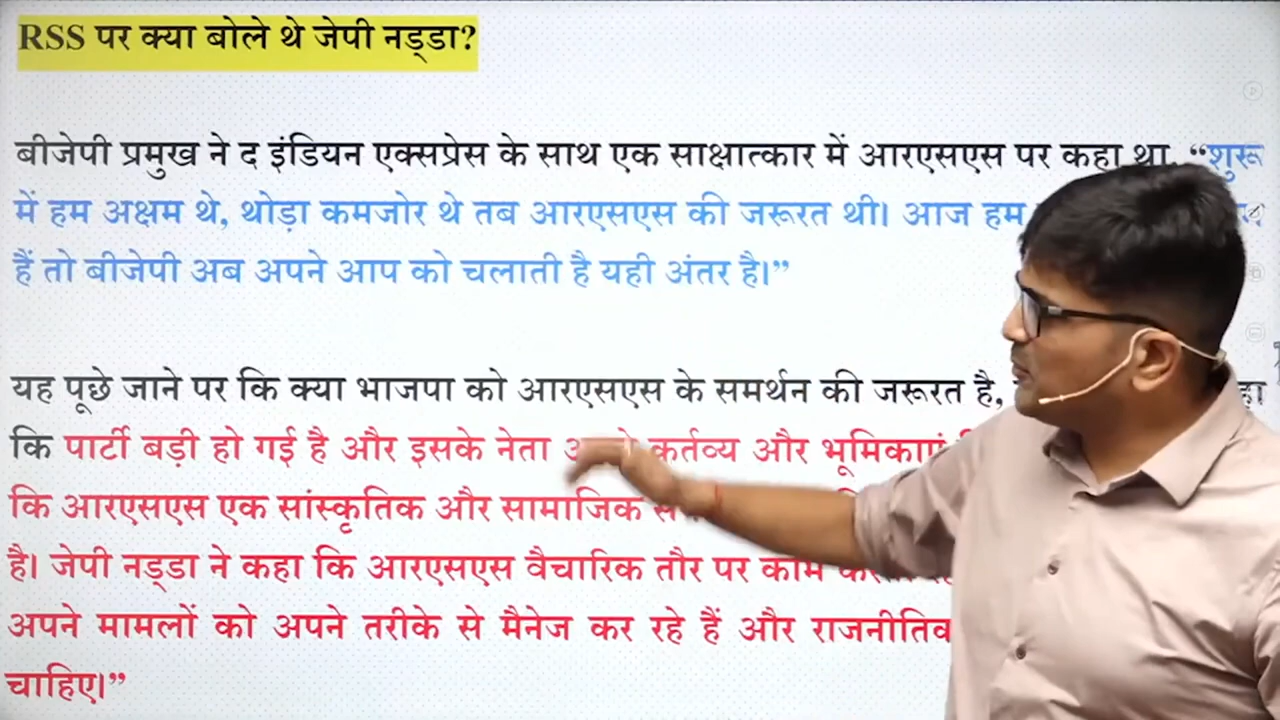 RSS पर क्या बोले थे जेपी नड्डा?
बीजेपी प्रमुख ने द इंडियन एक्सप्रेस के साथ एक साक्षात्कार में आरएसएस पर कहा था, “शुरू
में हम अक्षम थे, थोड़ा कमजोर थे तब आरएसएस की जरूरत थी। आज हम
हैं तो बीजेपी अब अपने आप को चलाती है यही अंतर है।”
यह पूछे जाने पर कि क्या भाजपा को आरएसएस के समर्थन की जरूरत है,
कि पार्टी बड़ी हो गई है और इसके नेता कर्तव्य और भूमिकाएं
कि आरएसएस एक सांस्कृतिक और सामाजिक
है। जेपी नड्डा ने कहा कि आरएसएस वैचारिक तौर पर काम
अपने मामलों को अपने तरीके से मैनेज कर रहे हैं और
चाहिए।”